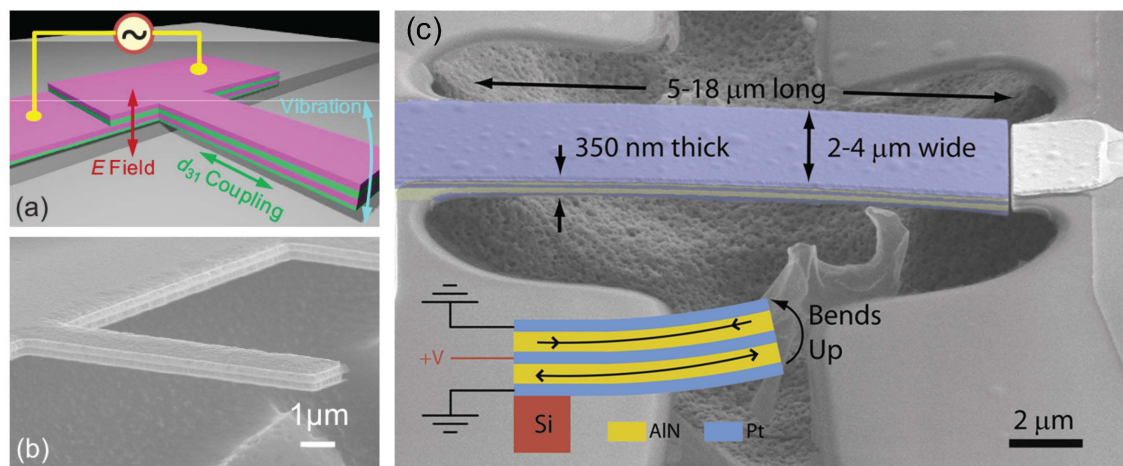 (a)
Vibration
E Field
d31 Coupling
(b)
1μm
(c)
5-18 μm long
350 nm thick
2-4 μm wide
Bends
Up
+V
Si
AlN
Pt
2 μm